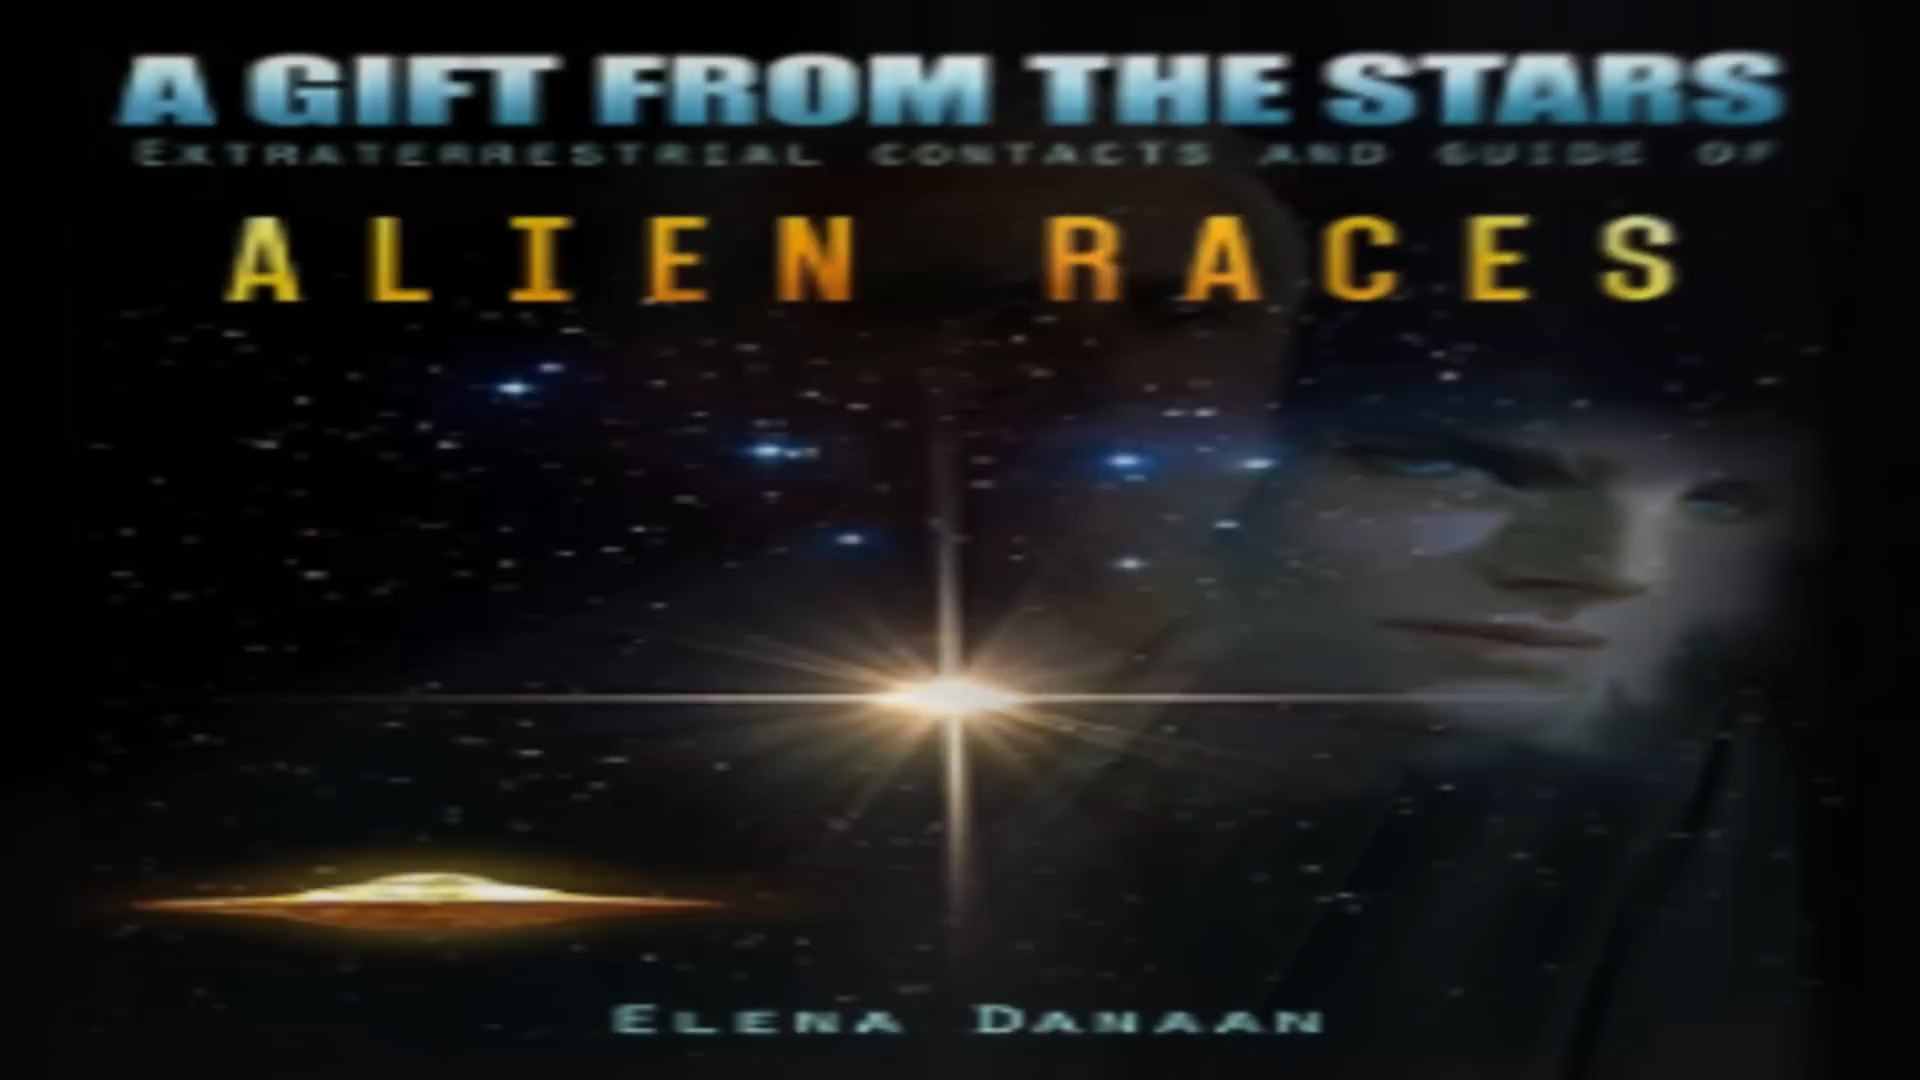 A GIFT FROM THE STARS
EXTRATERRESTRIAL CONTACTS AND GUIDE OF
ALIEN RACES
ELENA DANAAN